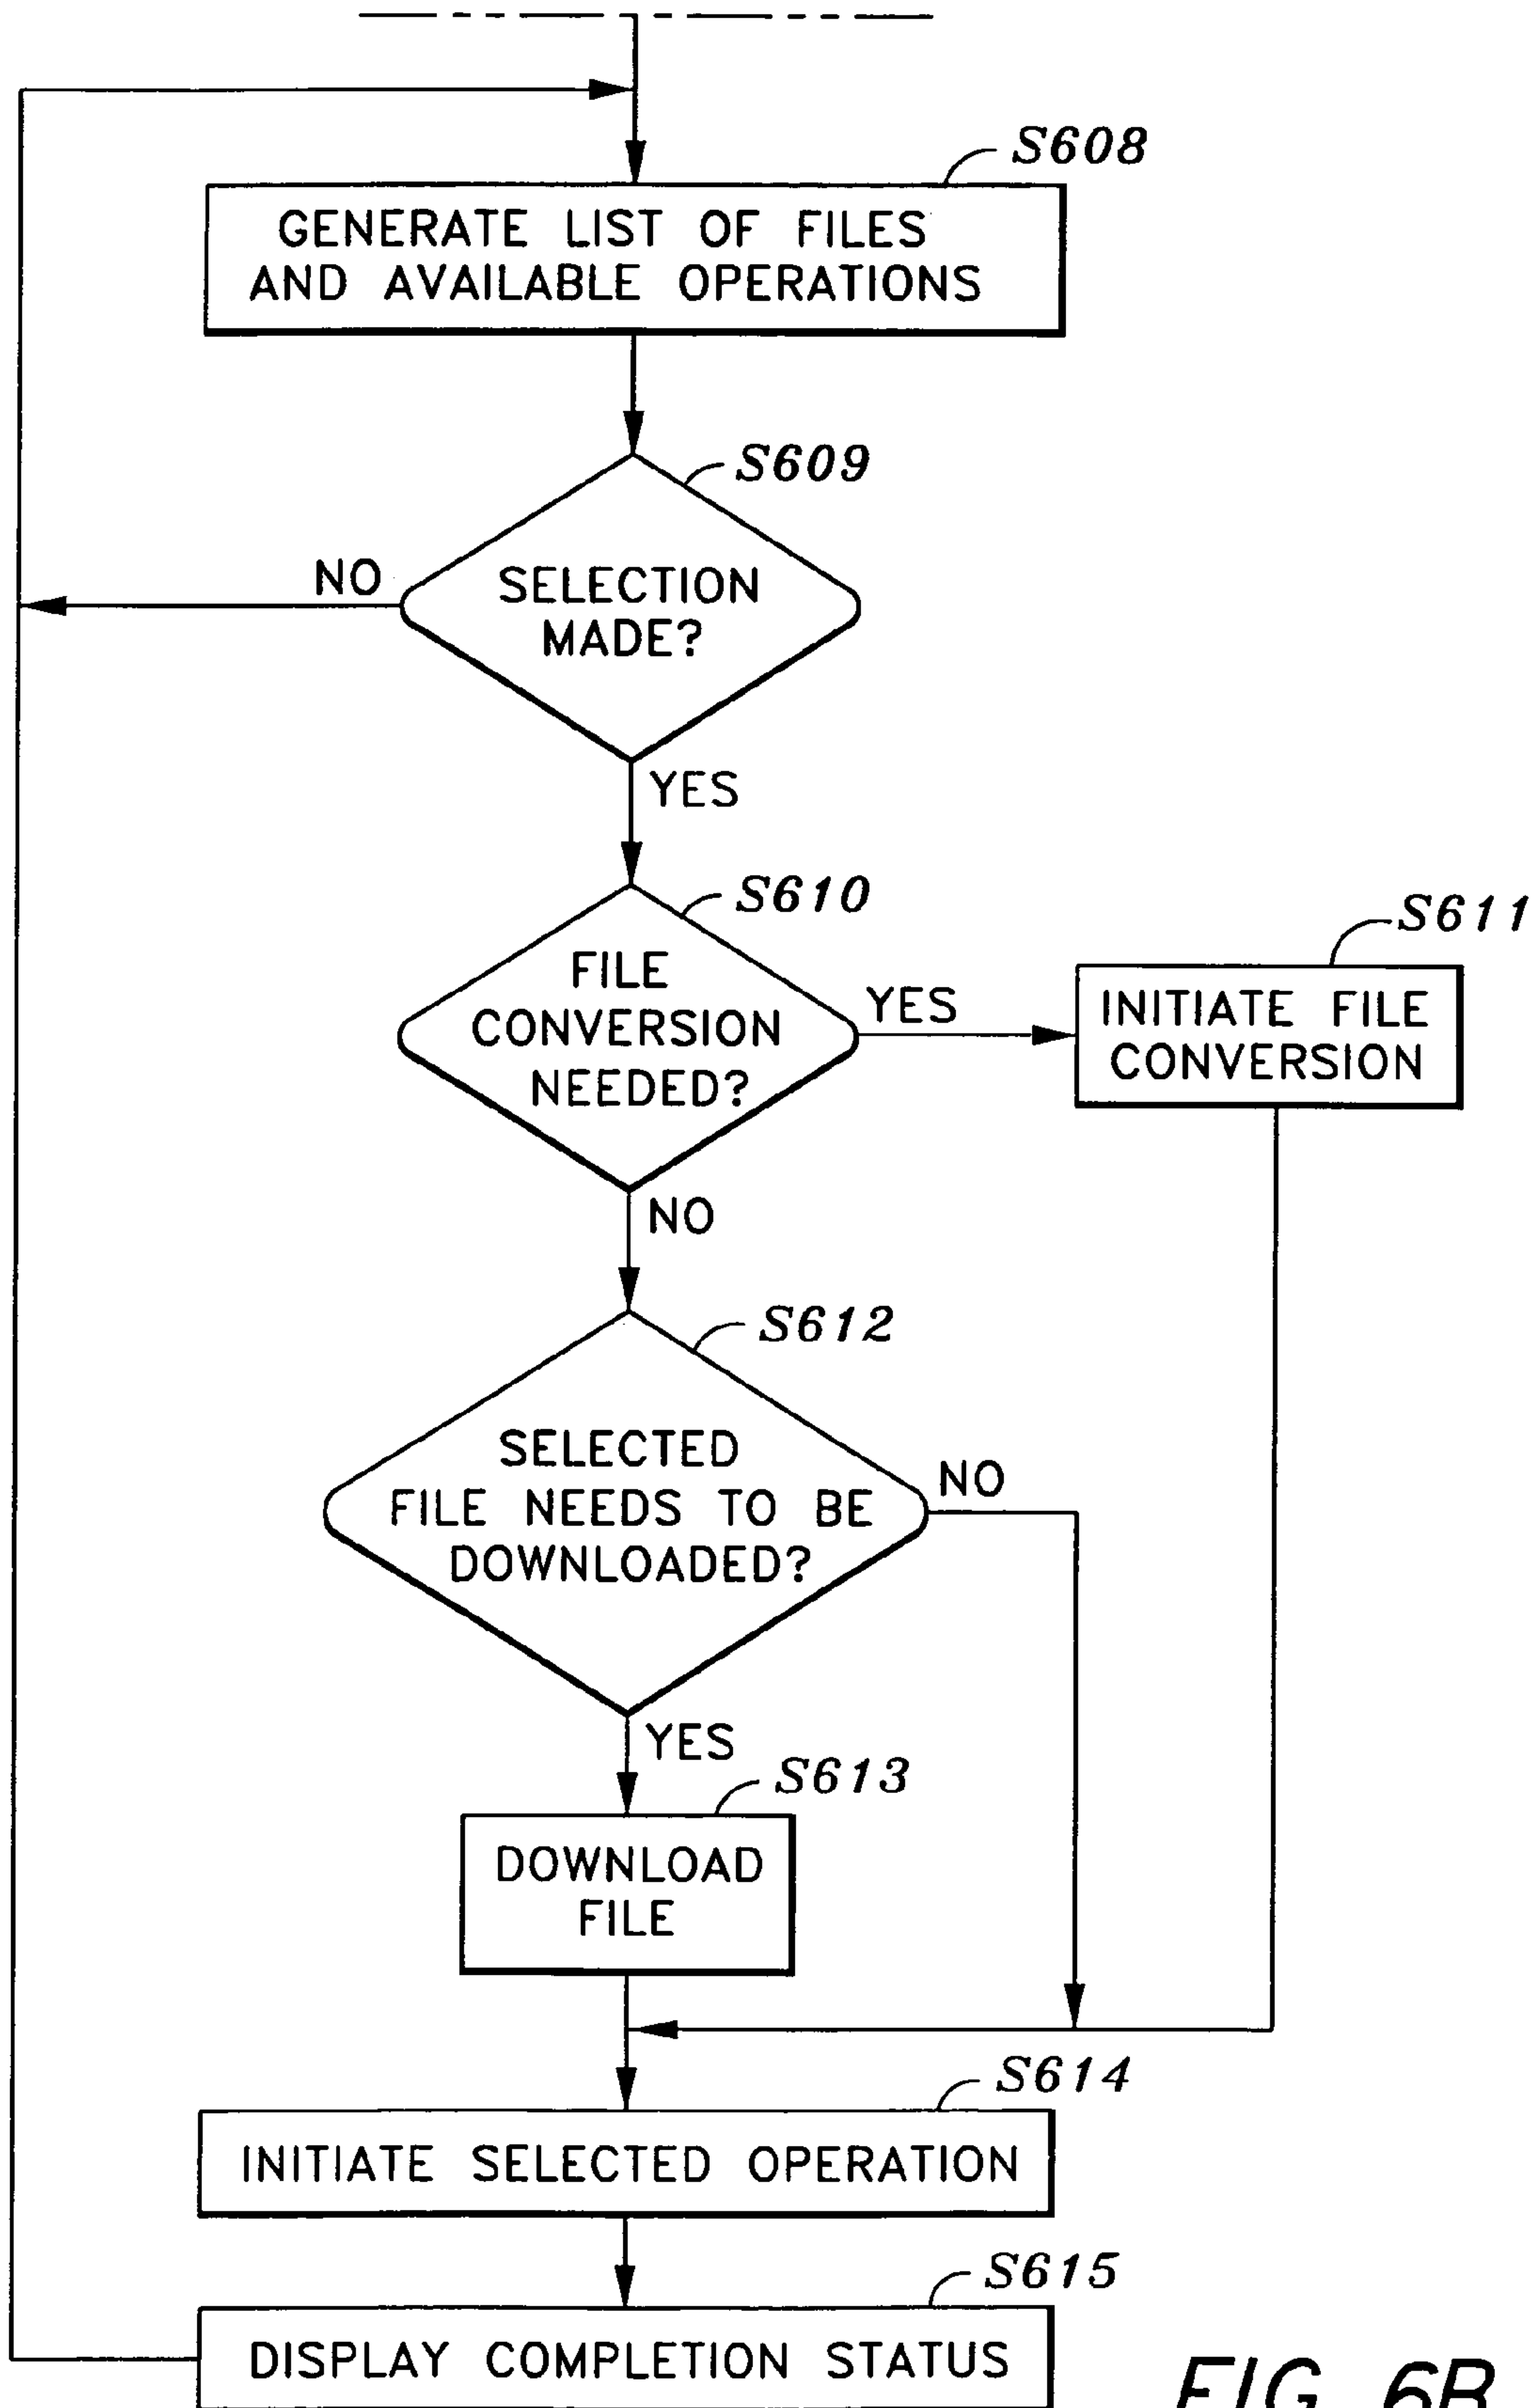 S608
GENERATE LIST OF FILES
AND AVAILABLE OPERATIONS
S609
NO
SELECTION
MADE?
YES
S610
FILE
CONVERSION
NEEDED?
YES
S611
INITIATE FILE
CONVERSION
NO
S612
SELECTED
FILE NEEDS TO BE
DOWNLOADED?
NO
YES
S613
DOWNLOAD
FILE
S614
INITIATE SELECTED OPERATION
S615
DISPLAY COMPLETION STATUS
FIG. 6B